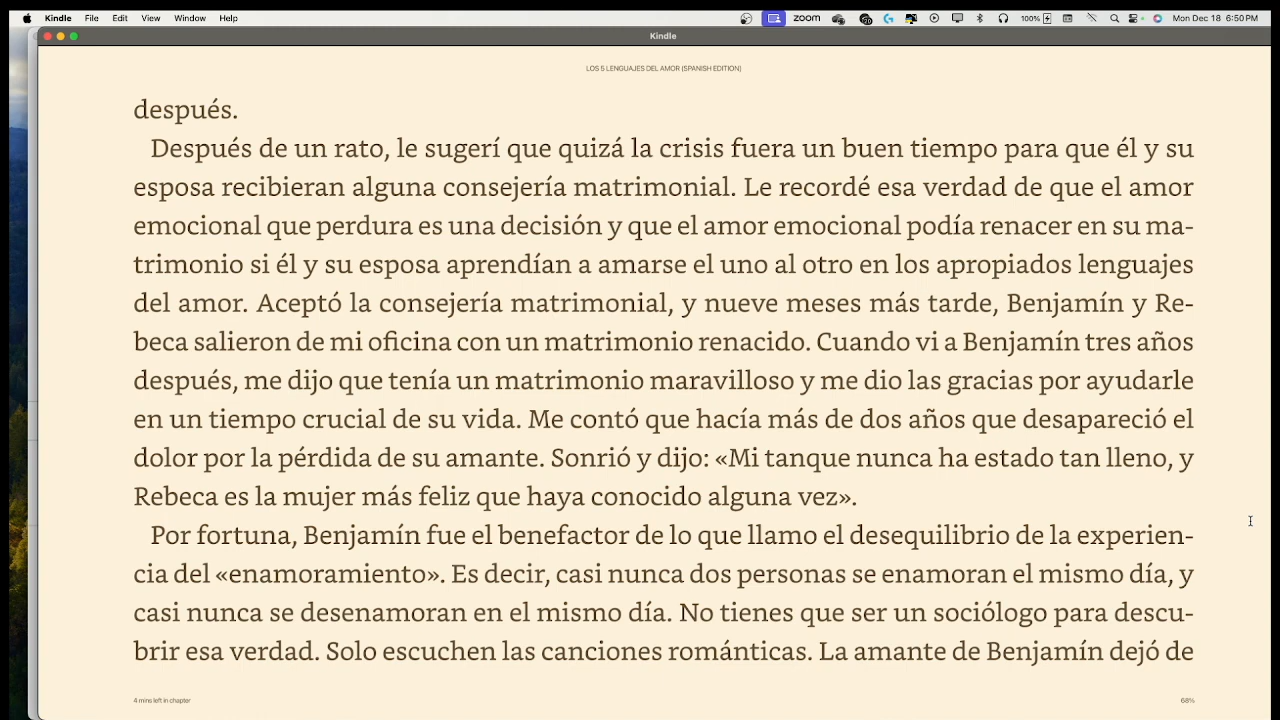 Kindle File Edit View Window Help zoom 100% Mon Dec 18 6:50 PM
Kindle
LOS 5 LENGUAJES DEL AMOR (SPANISH EDITION)
después.
Después de un rato, le sugerí que quizá la crisis fuera un buen tiempo para que él y su
esposa recibieran alguna consejería matrimonial. Le recordé esa verdad de que el amor
emocional que perdura es una decisión y que el amor emocional podía renacer en su ma-
trimonio si él y su esposa aprendían a amarse el uno al otro en los apropiados lenguajes
del amor. Aceptó la consejería matrimonial, y nueve meses más tarde, Benjamín y Re-
beca salieron de mi oficina con un matrimonio renacido. Cuando vi a Benjamín tres años
después, me dijo que tenía un matrimonio maravilloso y me dio las gracias por ayudarle
en un tiempo crucial de su vida. Me contó que hacía más de dos años que desapareció el
dolor por la pérdida de su amante. Sonrió y dijo: «Mi tanque nunca ha estado tan lleno, y
Rebeca es la mujer más feliz que haya conocido alguna vez».
Por fortuna, Benjamín fue el benefactor de lo que llamo el desequilibrio de la experien-
cia del «enamoramiento». Es decir, casi nunca dos personas se enamoran el mismo día, y
casi nunca se desenamoran en el mismo día. No tienes que ser un sociólogo para descu-
brir esa verdad. Solo escuchen las canciones románticas. La amante de Benjamín dejó de
4 mins left in chapter 68%